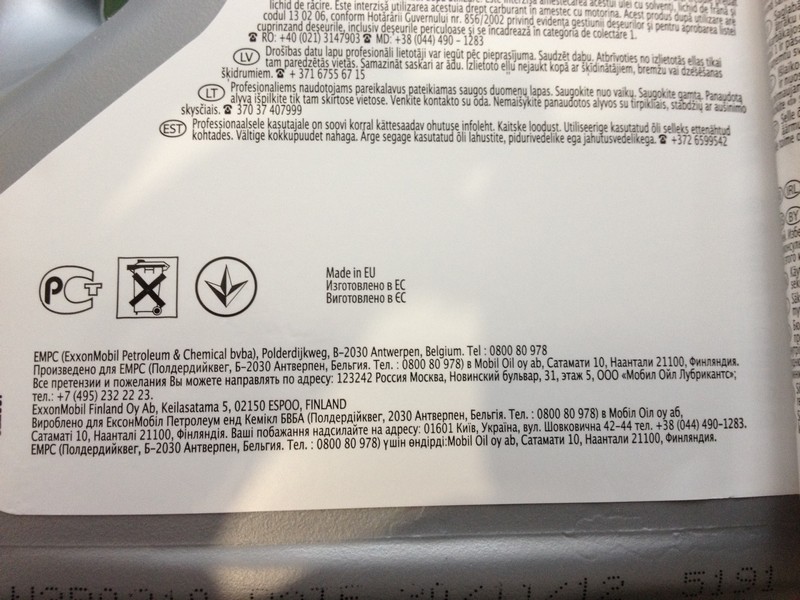 lichid de răcire. Este interzisă utilizarea acestuia drept carburant în amestec cu motorina. Acest produs după utilizare are
codul 13 02 06, conform Hotărârii Guvernului nr. 856/2002 privind evidența gestiunii deșeurilor și pentru aprobarea listei
cuprinzând deșeurile, inclusiv deșeurile periculoase și se încadrează în categoria de colectare 1.
☎ RO: +40 (021) 3147903 ☎ MD: +38 (044) 490 – 1283
LV Drošības datu lapu profesionāli lietotāji var iegūt pēc pieprasījuma. Saudzēt dabu. Atbrīvoties no izlietotās eļļas tikai
tam paredzētās vietās. Samazināt saskari ar ādu. Izlietoto eļļu nejaukt kopā ar šķīdinātājiem, bremžu vai dzesēšanas
šķidrumiem. ☎ + 371 6755 67 15
LT Profesionaliems naudotojams pareikalavus pateikiamas saugos duomenų lapas. Saugokite nuo vaikų. Saugokite gamtą. Panaudotą
alyvą išpilkite tik tam skirtose vietose. Venkite kontakto su oda. Nemaišykite panaudotos alyvos su tirpikliais, stabdžių ar aušinimo
skysčiais. ☎ 370 37 407999
EST Professionaalsele kasutajale on soovi korral kättesaadav ohutuse infoleht. Kaitske loodust. Utiliseerige kasutatud õli selleks ettenähtud
kohtades. Vältige kokkupuudet nahaga. Ärge segage kasutatud õli lahustite, pidurivedelike ega jahutusvedelikega. ☎ +372 6599542
РСТ
Made in EU
Изготовлено в ЕС
Виготовлено в ЄС
EMPC (ExxonMobil Petroleum & Chemical bvba), Polderdijkweg, B–2030 Antwerpen, Belgium. Tel : 0800 80 978
Произведено для EMPC (Полдердийквег, Б–2030 Антверпен, Бельгия. Тел. : 0800 80 978) в Mobil Oy ab, Сатамати 10, Наантали 21100, Финляндия.
Все претензии и пожелания Вы можете направлять по адресу: 123242 Россия Москва, Новинский бульвар, 31, этаж 5, ООО «Мобил Ойл Лубрикантс»;
тел.: +7 (495) 232 22 23.
ExxonMobil Finland Oy Ab, Keilasatama 5, 02150 ESPOO, FINLAND
Вироблено для ЕксонМобіл Петролеум енд Кемікл БВБА (Полдердійквег, 2030 Антверпен, Бельгія. Тел. : 0800 80 978) в Мобіл Оіл оу аб,
Сатаматі 10, Наанталі 21100, Фінляндія. Ваші побажання надсилайте на адресу: 01601 Київ, Україна, вул. Шовковична 42–44 тел. +38 (044) 490–1283.
EMPC (Полдердийквег, Б–2030 Антверпен, Бельгия. Тел. : 0800 80 978) үшін өндірді:Mobil Oil oy ab, Сатамати 10, Наантали 21100, Финляндия.
IRL
BY
5191